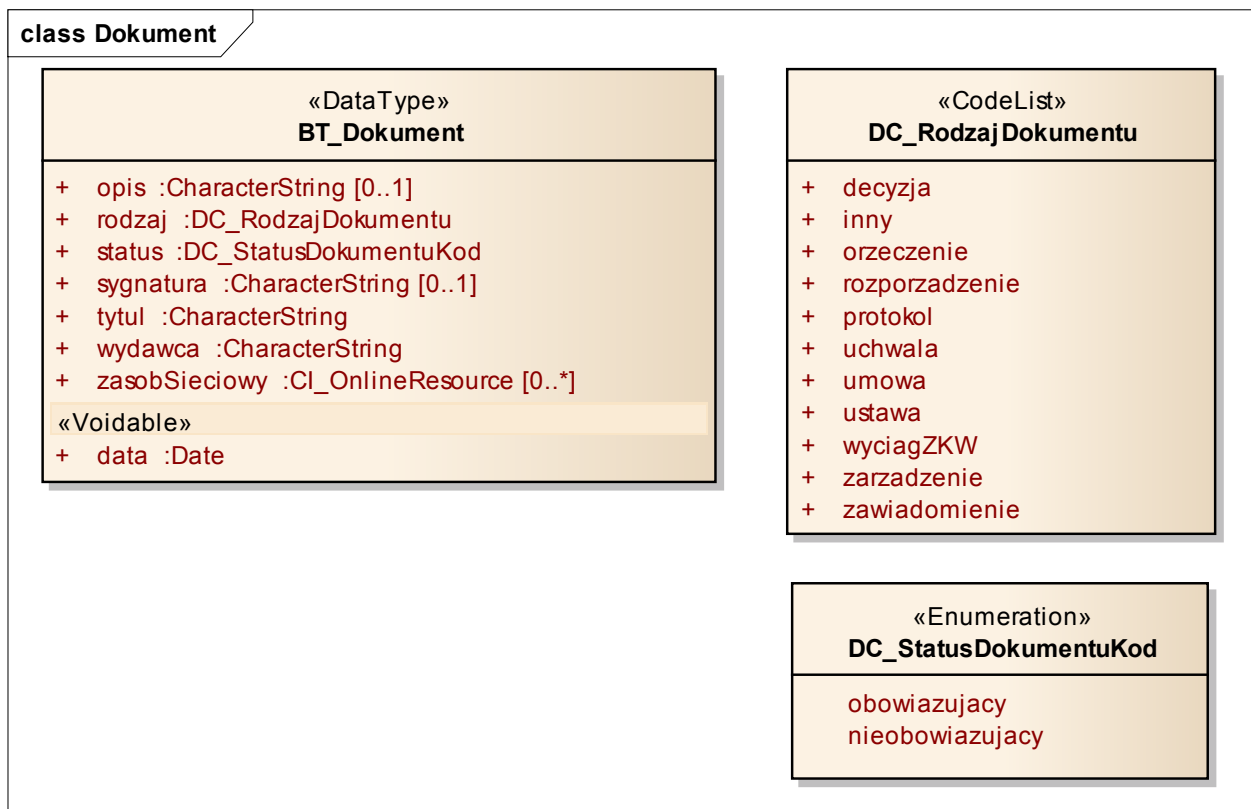 class Dokument
«DataType»
BT_Dokument
+ opis :CharacterString [0..1]
+ rodzaj :DC_RodzajDokumentu
+ status :DC_StatusDokumentuKod
+ sygnatura :CharacterString [0..1]
+ tytul :CharacterString
+ wydawca :CharacterString
+ zasobSieciowy :CI_OnlineResource [0..*]
«Voidable»
+ data :Date
«CodeList»
DC_RodzajDokumentu
+ decyzja
+ inny
+ orzeczenie
+ rozporzadzenie
+ protokol
+ uchwala
+ umowa
+ ustawa
+ wyciagZKW
+ zarzadzenie
+ zawiadomienie
«Enumeration»
DC_StatusDokumentuKod
obowiazujacy
nieobowiazujacy